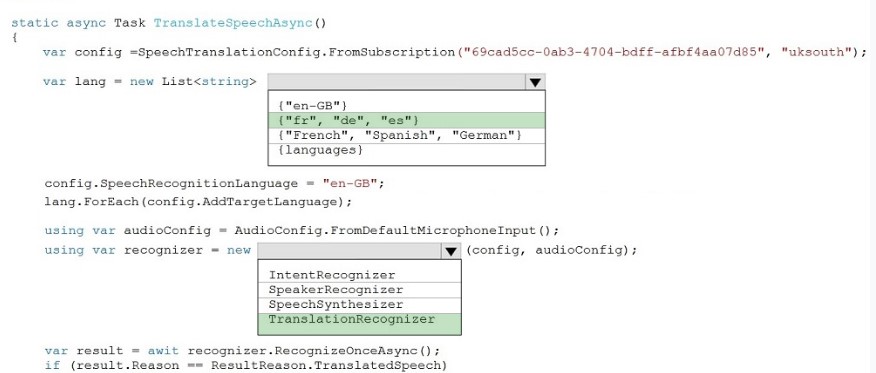 static async Task TranslateSpeechAsync()
{
var config =SpeechTranslationConfig.FromSubscription("69cad5cc-0ab3-4704-bdff-afbf4aa07d85", "uksouth");
var lang = new List<string>
{"en-GB"}
{"fr", "de", "es"}
{"French", "Spanish", "German"}
{languages}
config.SpeechRecognitionLanguage = "en-GB";
lang.ForEach(config.AddTargetLanguage);
using var audioConfig = AudioConfig.FromDefaultMicrophoneInput();
using var recognizer = new (config, audioConfig);
IntentRecognizer
SpeakerRecognizer
SpeechSynthesizer
TranslationRecognizer
var result = awit recognizer.RecognizeOnceAsync();
if (result.Reason == ResultReason.TranslatedSpeech)